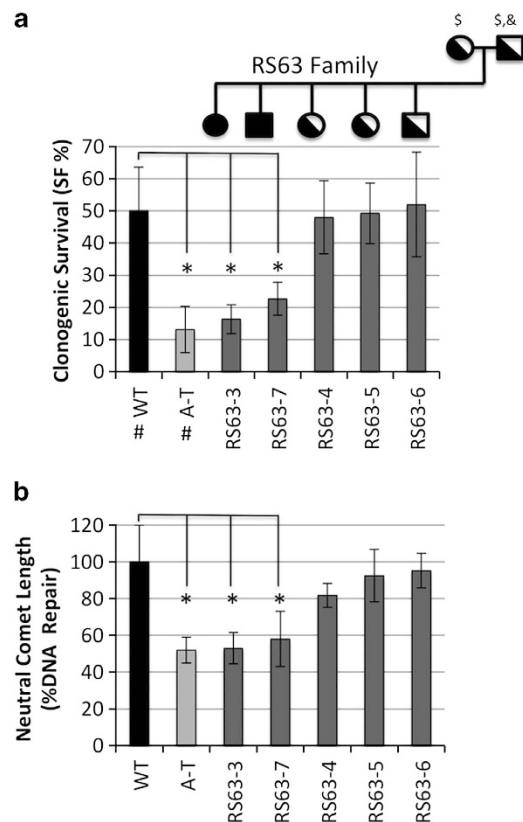 a
$ $,&
RS63 Family
Clonogenic Survival (SF %)
70
60
50
40
30
20
10
0
* * *
# WT # A-T RS63-3 RS63-7 RS63-4 RS63-5 RS63-6
b
Neutral Comet Length
(%DNA Repair)
120
100
80
60
40
20
0
* * *
WT A-T RS63-3 RS63-7 RS63-4 RS63-5 RS63-6